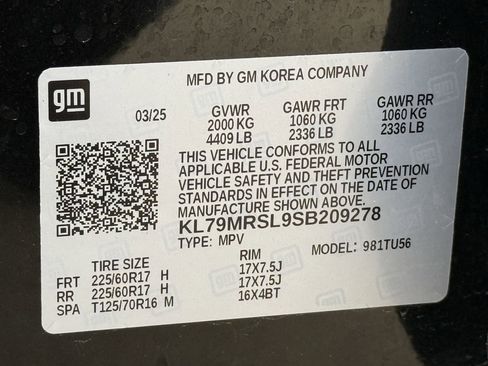 gm
MFD BY GM KOREA COMPANY
03/25 GVWR GAWR FRT GAWR RR
2000 KG 1060 KG 1060 KG
4409 LB 2336 LB 2336 LB
THIS VEHICLE CONFORMS TO ALL
APPLICABLE U.S. FEDERAL MOTOR
VEHICLE SAFETY AND THEFT PREVENTION
STANDARDS IN EFFECT ON THE DATE OF
MANUFACTURE SHOWN ABOVE.
KL79MRSL9SB209278
TYPE: MPV MODEL: 981TU56
TIRE SIZE RIM
FRT 225/60R17 H 17X7.5J
RR 225/60R17 H 17X7.5J
SPA T125/70R16 M 16X4BT